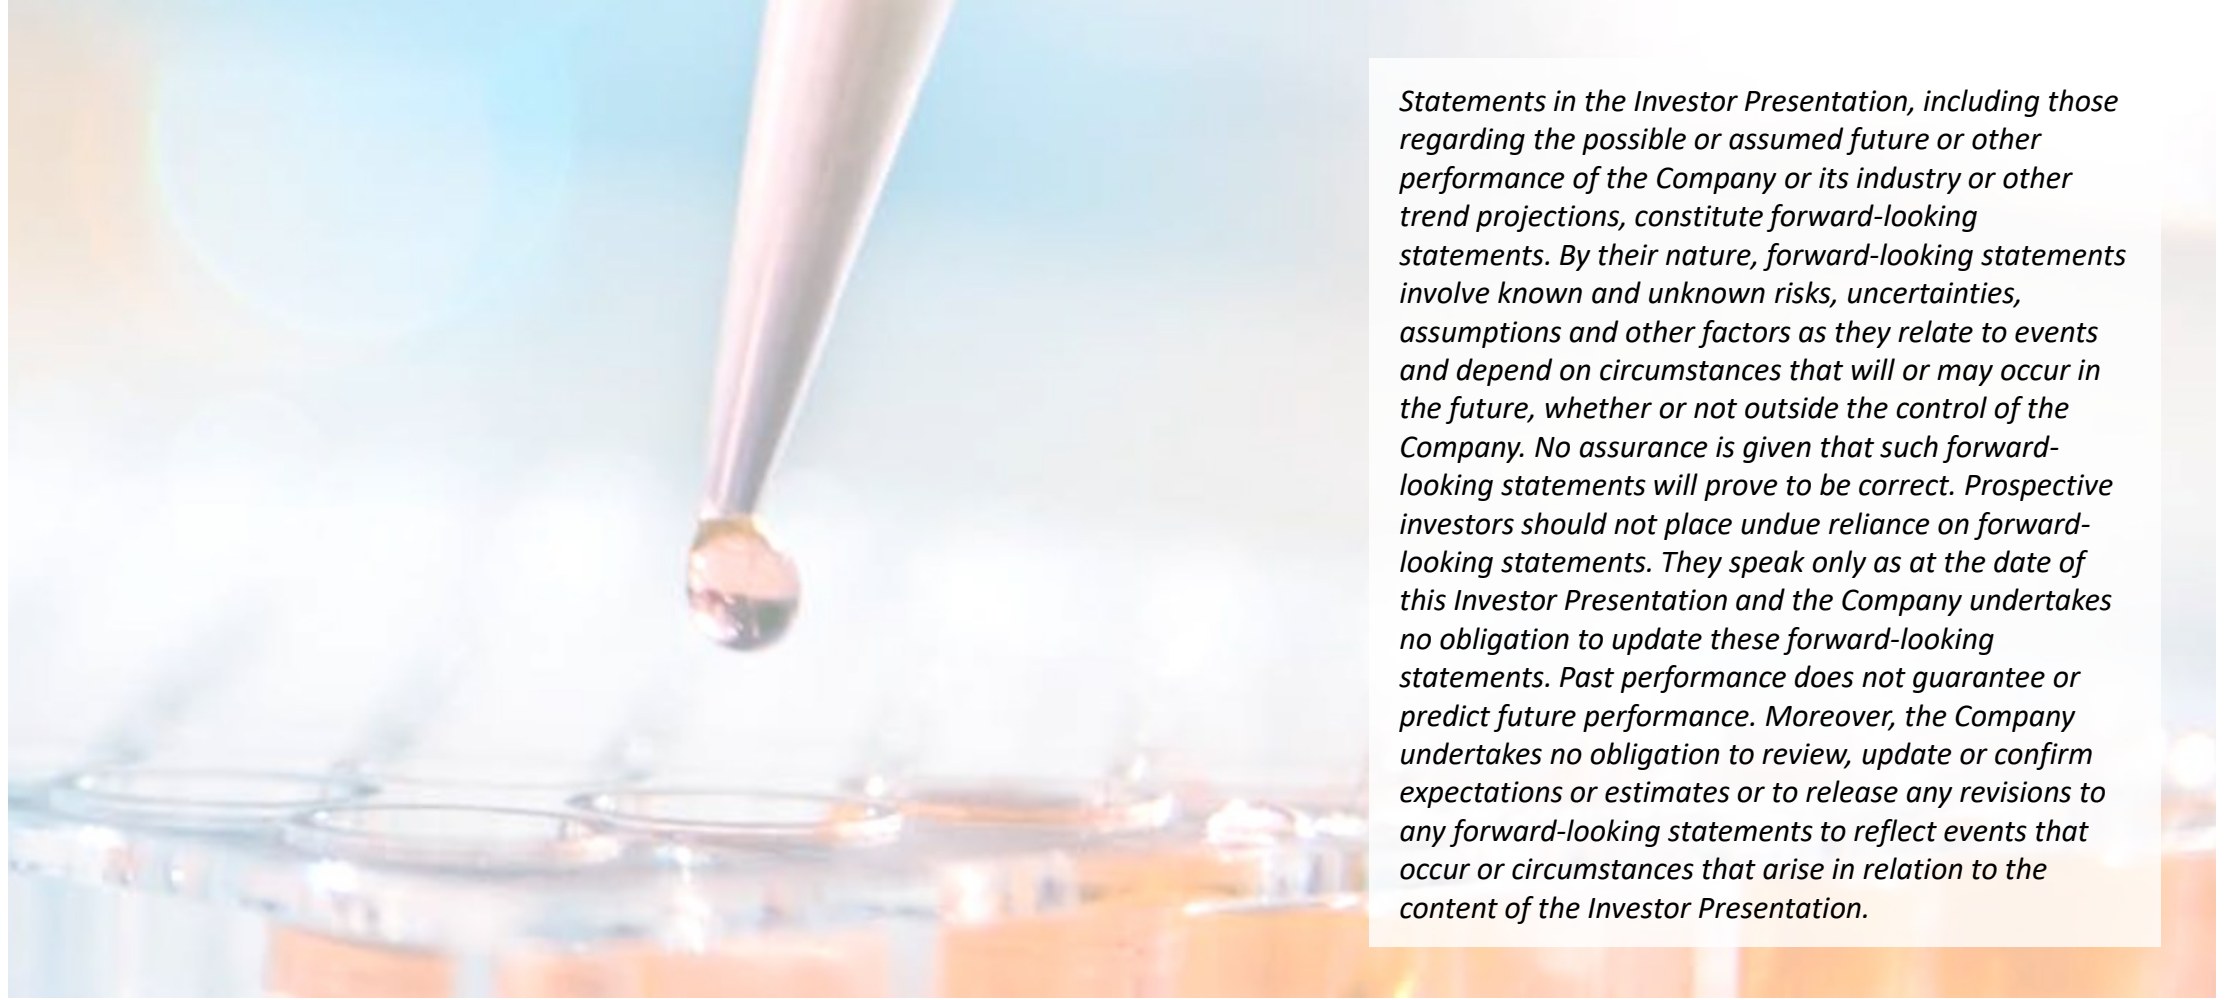 Statements in the Investor Presentation, including those
regarding the possible or assumed future or other
performance of the Company or its industry or other
trend projections, constitute forward-looking
statements. By their nature, forward-looking statements
involve known and unknown risks, uncertainties,
assumptions and other factors as they relate to events
and depend on circumstances that will or may occur in
the future, whether or not outside the control of the
Company. No assurance is given that such forward-
looking statements will prove to be correct. Prospective
investors should not place undue reliance on forward-
looking statements. They speak only as at the date of
this Investor Presentation and the Company undertakes
no obligation to update these forward-looking
statements. Past performance does not guarantee or
predict future performance. Moreover, the Company
undertakes no obligation to review, update or confirm
expectations or estimates or to release any revisions to
any forward-looking statements to reflect events that
occur or circumstances that arise in relation to the
content of the Investor Presentation.